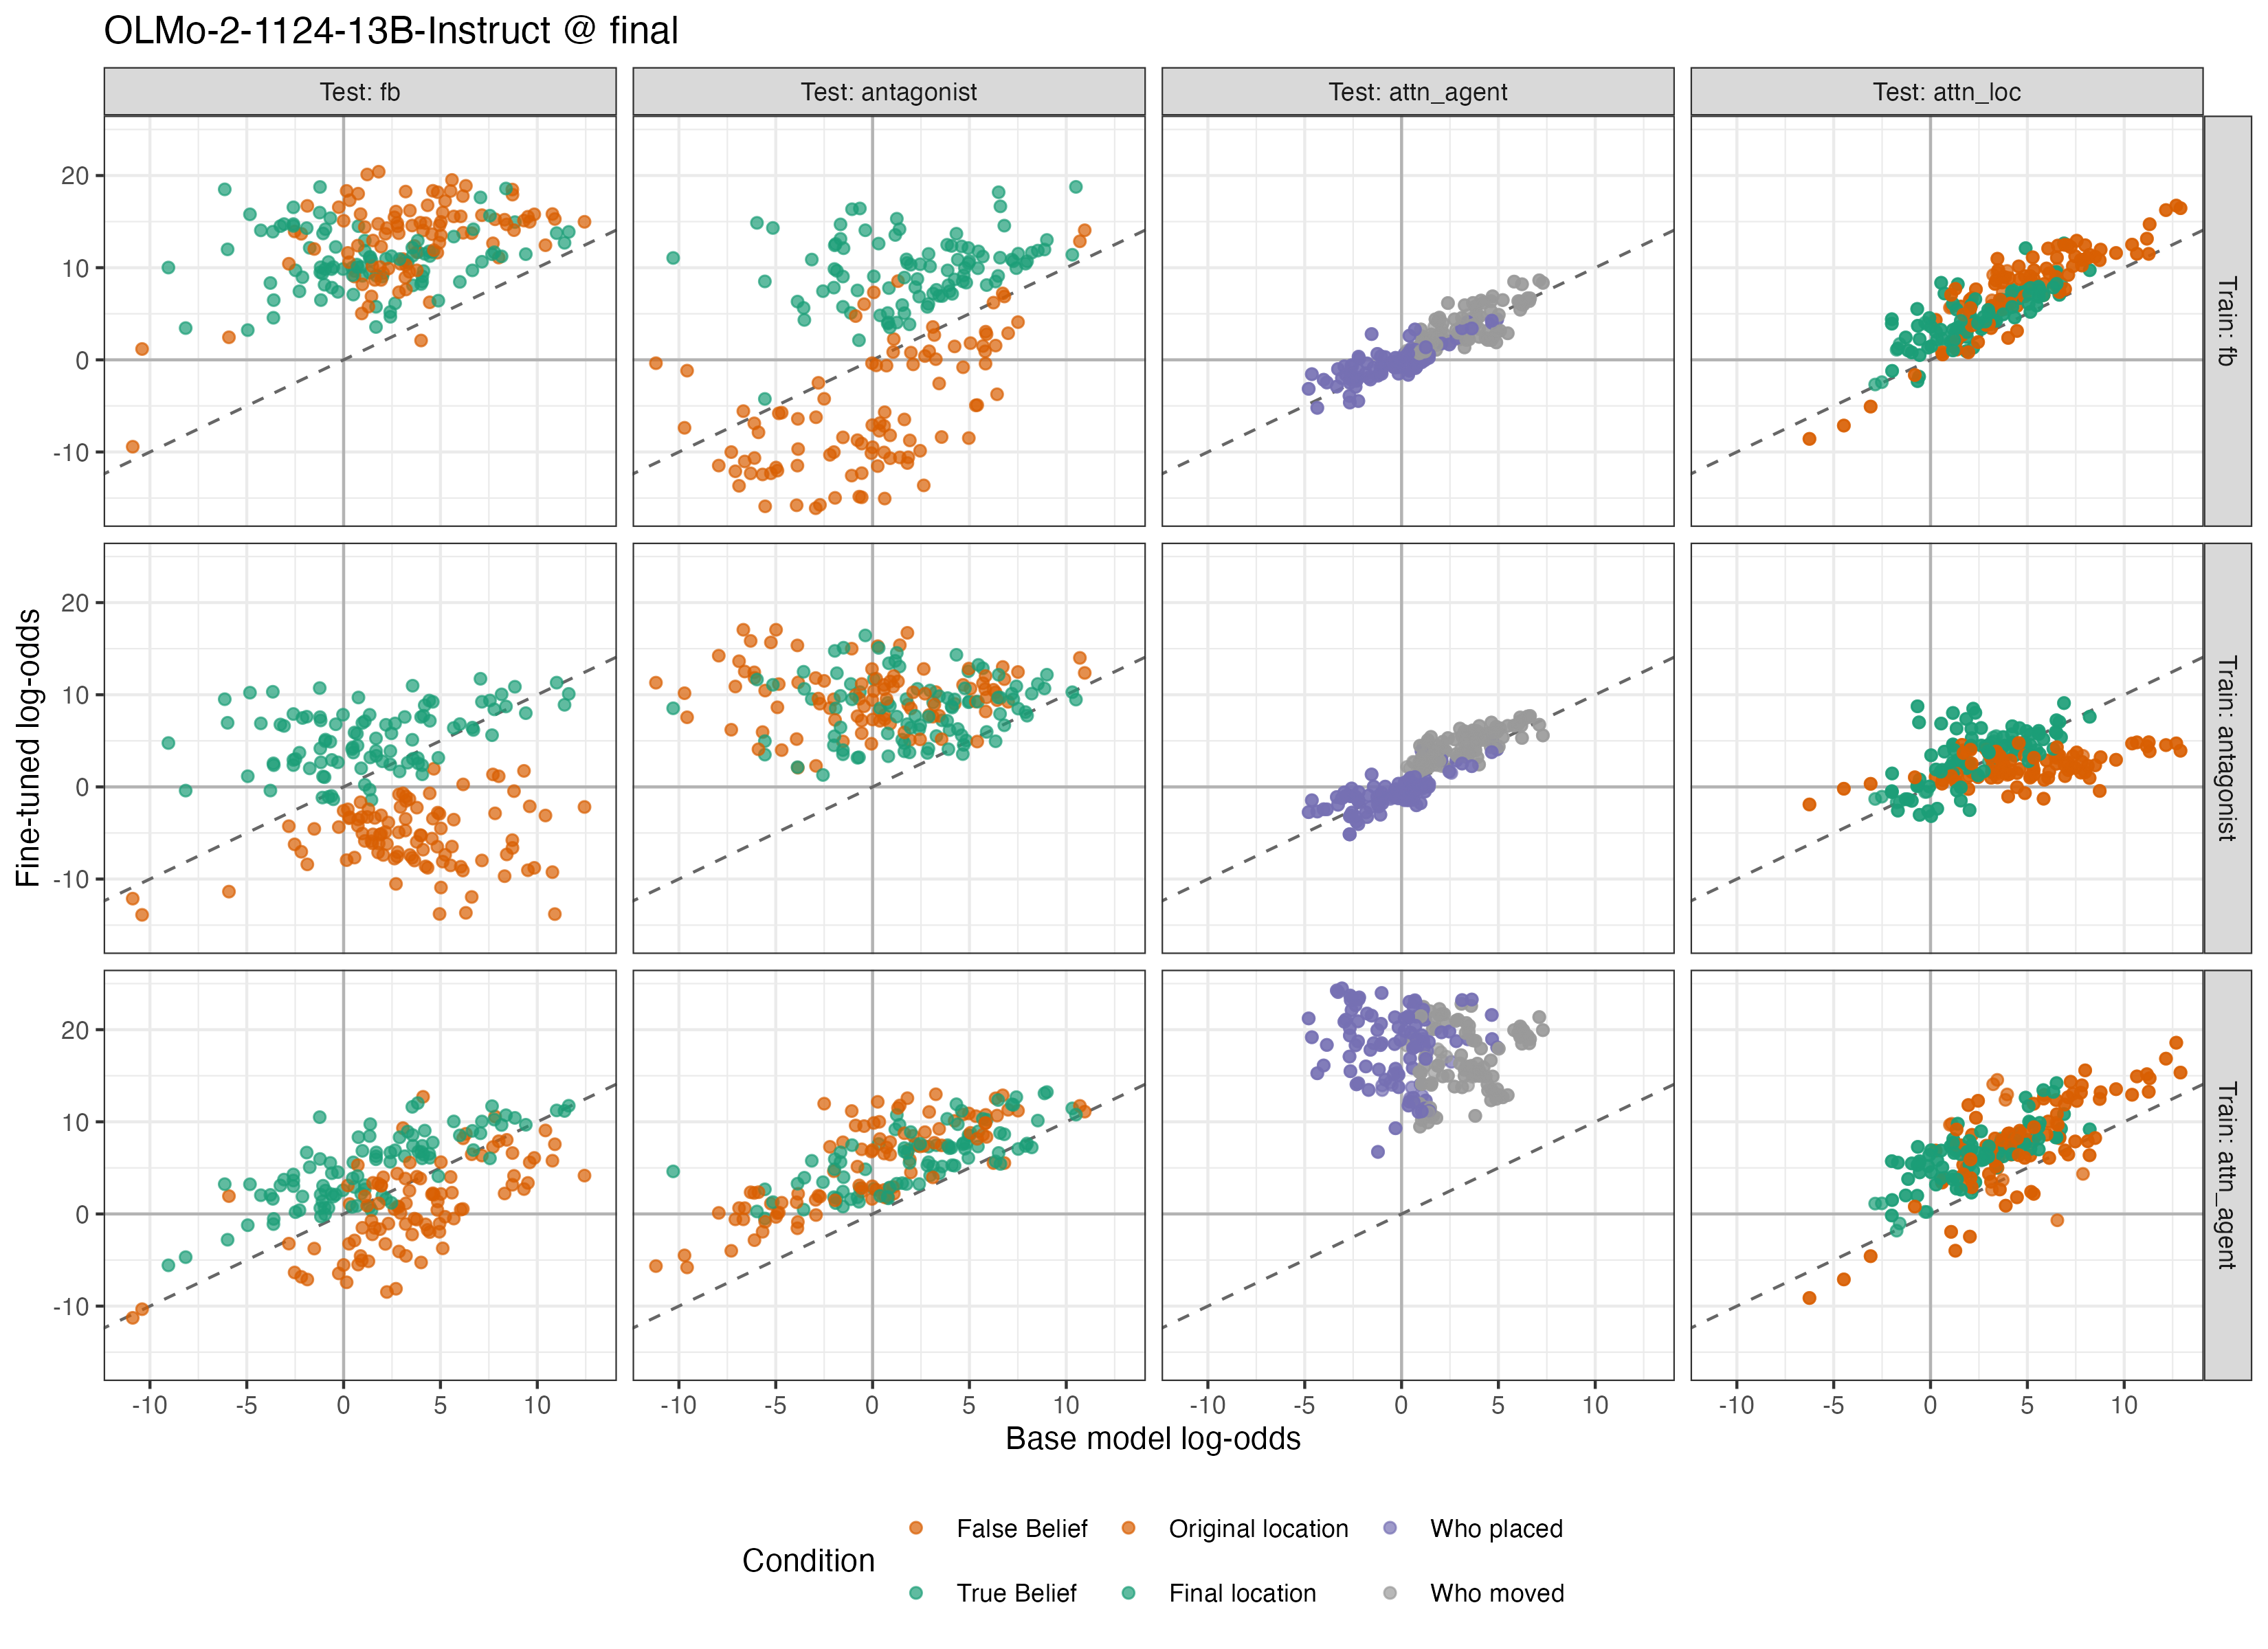 OLMo-2-1124-13B-Instruct @ final
Test: fb
Test: antagonist
Test: attn_agent
Test: attn_loc
20
10
0
-10
Train: fb
20
10
0
-10
Train: antagonist
20
10
0
-10
Train: attn_agent
Fine-tuned log-odds
-10 -5 0 5 10
-10 -5 0 5 10
-10 -5 0 5 10
-10 -5 0 5 10
Base model log-odds
Condition
False Belief
Original location
Who placed
True Belief
Final location
Who moved